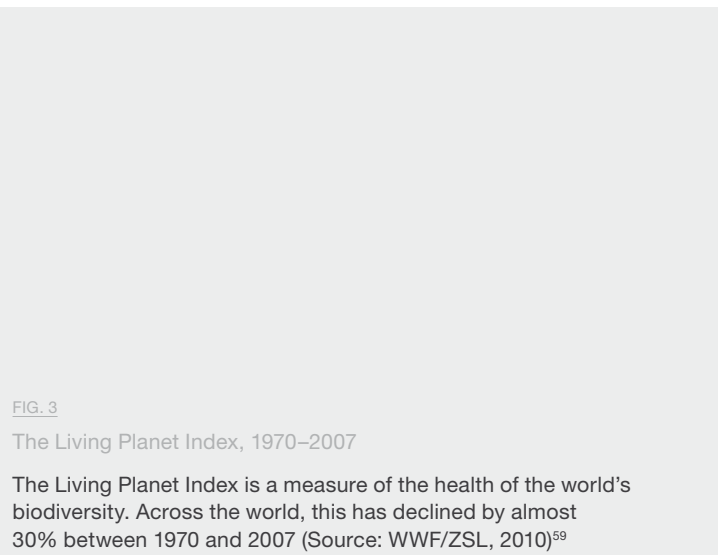 FIG. 3
The Living Planet Index, 1970–2007
The Living Planet Index is a measure of the health of the world’s
biodiversity. Across the world, this has declined by almost
30% between 1970 and 2007 (Source: WWF/ZSL, 2010)⁵⁹